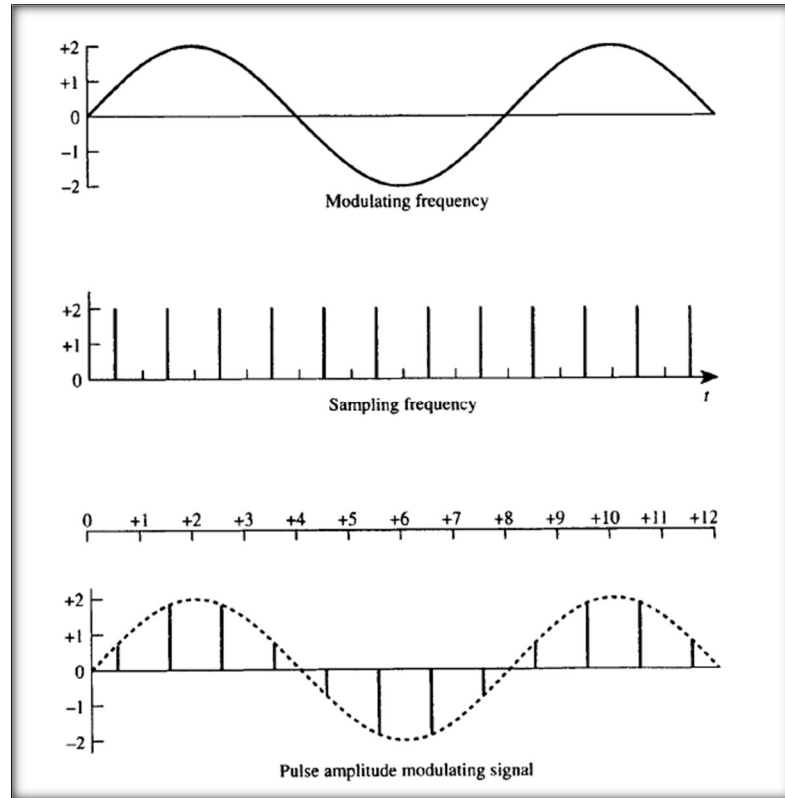 +2
+1
0
−1
−2
Modulating frequency
+2
+1
0
t
Sampling frequency
0 +1 +2 +3 +4 +5 +6 +7 +8 +9 +10 +11 +12
+2
+1
0
−1
−2
Pulse amplitude modulating signal